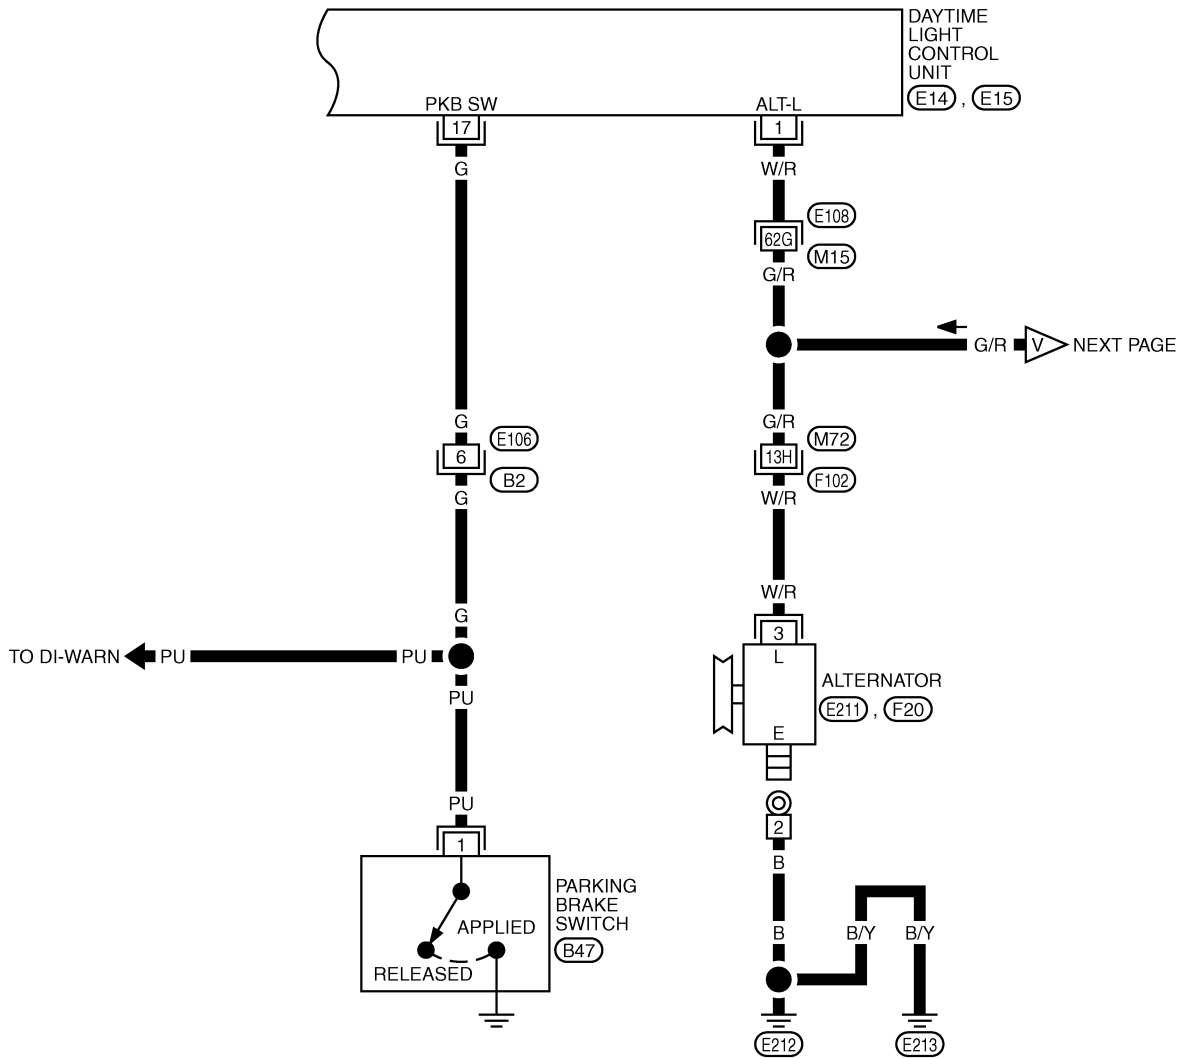 DAYTIME
LIGHT
CONTROL
UNIT
E14 , E15
PKB SW
ALT-L
17
1
G
W/R
E108
62G
M15
G/R
G/R
V
NEXT PAGE
G
G/R
E106
M72
6
13H
B2
F102
G
W/R
G
W/R
3
TO DI-WARN
PU
PU
L
PU
ALTERNATOR
E211 , F20
E
PU
2
1
B
PARKING
BRAKE
SWITCH
B47
APPLIED
RELEASED
B
B/Y
B/Y
E212
E213